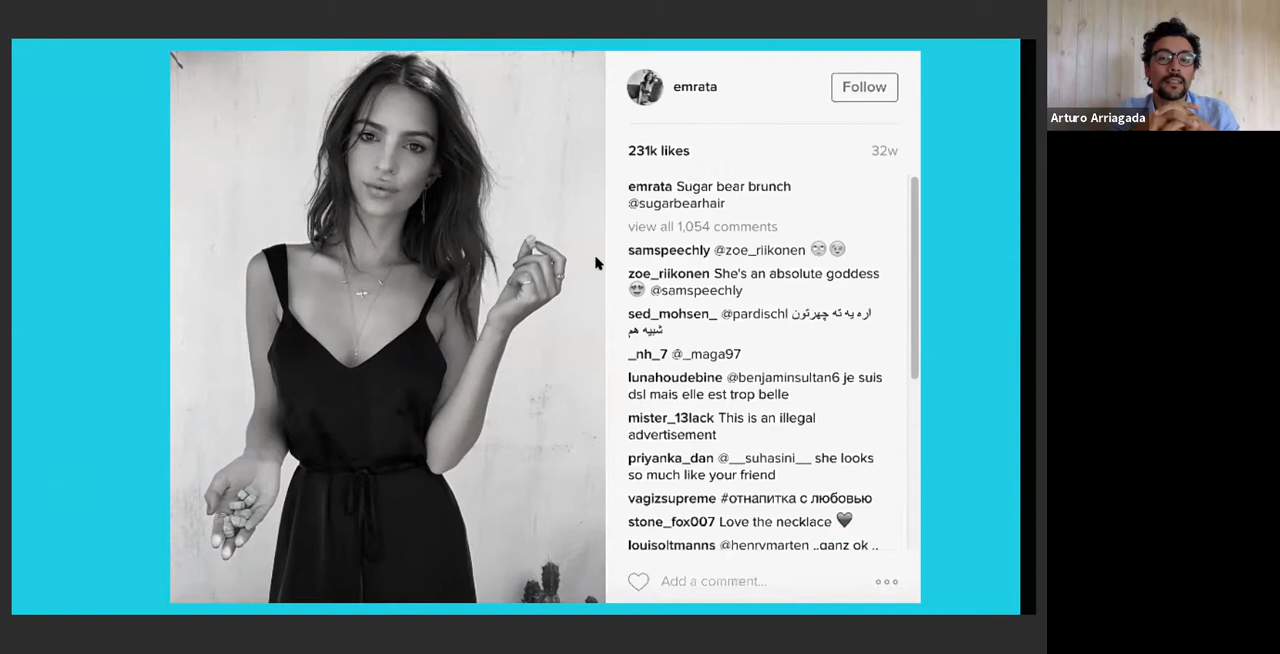 emrata
Follow
231k likes
32w
emrata Sugar bear brunch
@sugarbearhair
view all 1,054 comments
samspeechly @zoe_riikonen 🙄😉
zoe_riikonen She's an absolute goddess
😍 @samspeechly
sed_mohsen_ @pardischl اره یه ته چهرتون
شبیه هم
_nh_7 @_maga97
lunahoudebine @benjaminsultan6 je suis
dsl mais elle est trop belle
mister_13lack This is an illegal
advertisement
priyanka_dan @__suhasini__ she looks
so much like your friend
vagizsupreme #отнапитка с любовью
stone_fox007 Love the necklace 🖤
louisoltmanns @henrymarten ..ganz ok ..
Add a comment...
Arturo Arriagada